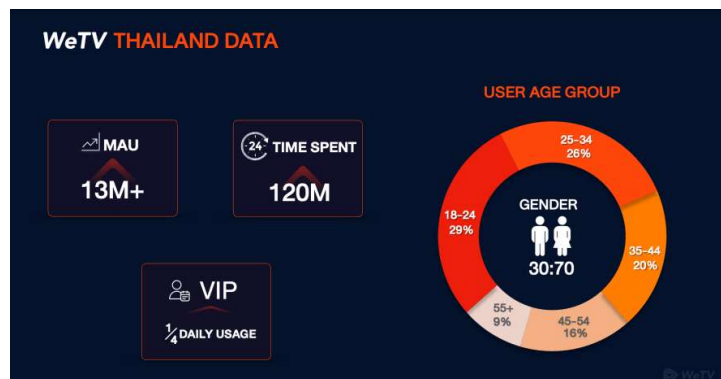 WeTV THAILAND DATA
USER AGE GROUP
MAU
13M+
24 TIME SPENT
120M
VIP
1/4 DAILY USAGE
25-34
26%
18-24
29%
GENDER
30:70
35-44
20%
55+
9%
45-54
16%
WeTV